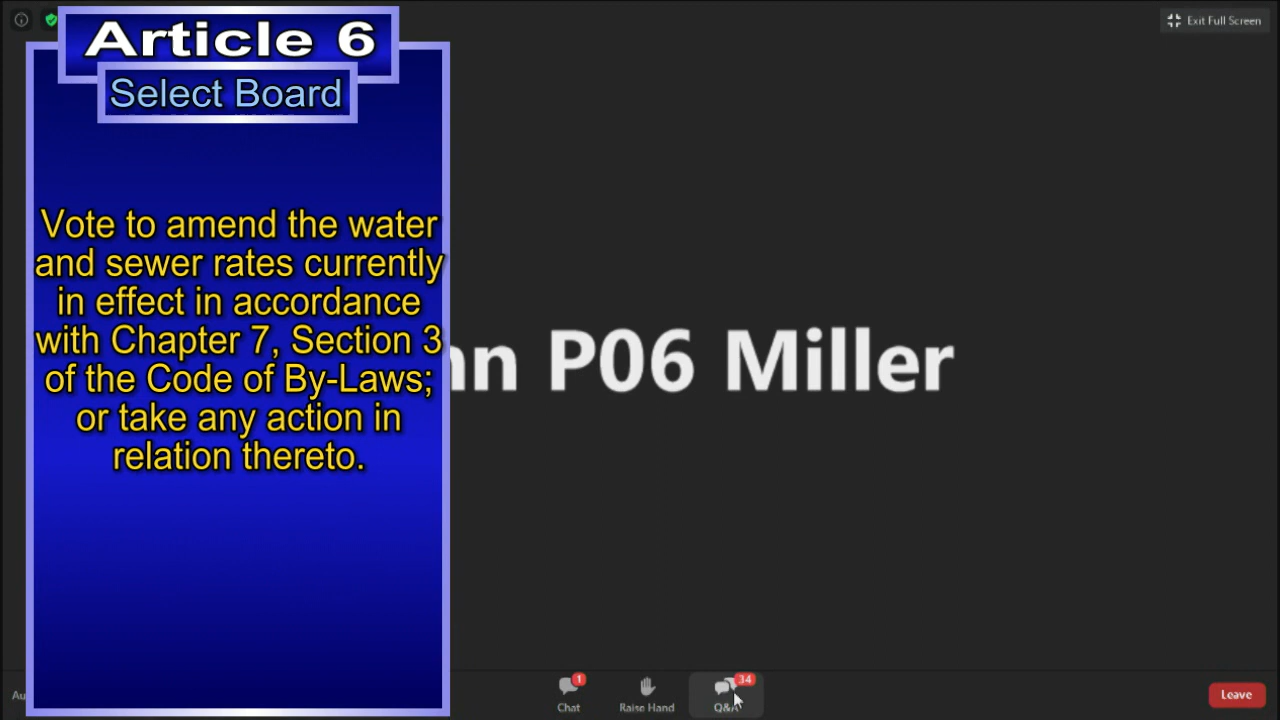 Article 6
Select Board
Exit Full Screen
Vote to amend the water
and sewer rates currently
in effect in accordance
with Chapter 7, Section 3
of the Code of By-Laws;
or take any action in
relation thereto.
P06 Miller
1
34
Chat
Raise Hand
Q&A
Leave